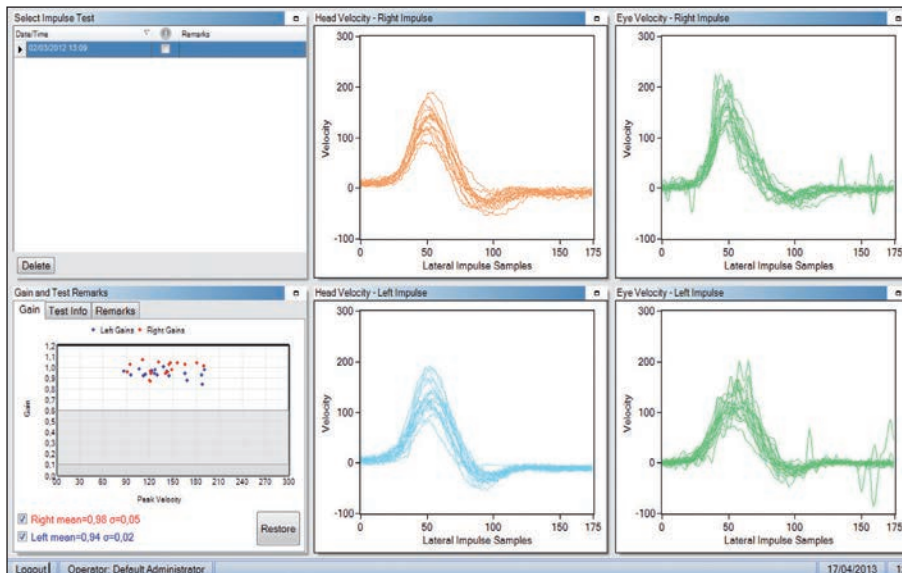 Select Impulse Test
Date/Time Remarks
02/03/2012 13:09
Delete
Head Velocity - Right Impulse
300
200
100
0
-100
Velocity
0 50 100 150 175
Lateral Impulse Samples
Eye Velocity - Right Impulse
300
200
100
0
-100
Velocity
0 50 100 150 175
Lateral Impulse Samples
Gain and Test Remarks
Gain Test Info Remarks
Left Gains Right Gains
1,2
1,1
1,0
0,9
0,8
0,7
0,6
0,5
0,4
0,3
0,2
0,1
0,0
Gain
60 90 120 150 180 210 240 270 300
Peak Velocity
Right mean=0,98 σ=0,05
Left mean=0,94 σ=0,02
Restore
Head Velocity - Left Impulse
300
200
100
0
-100
Velocity
0 50 100 150 175
Lateral Impulse Samples
Eye Velocity - Left Impulse
300
200
100
0
-100
Velocity
0 50 100 150 175
Lateral Impulse Samples
Logout Operator: Default Administrator 17/04/2013